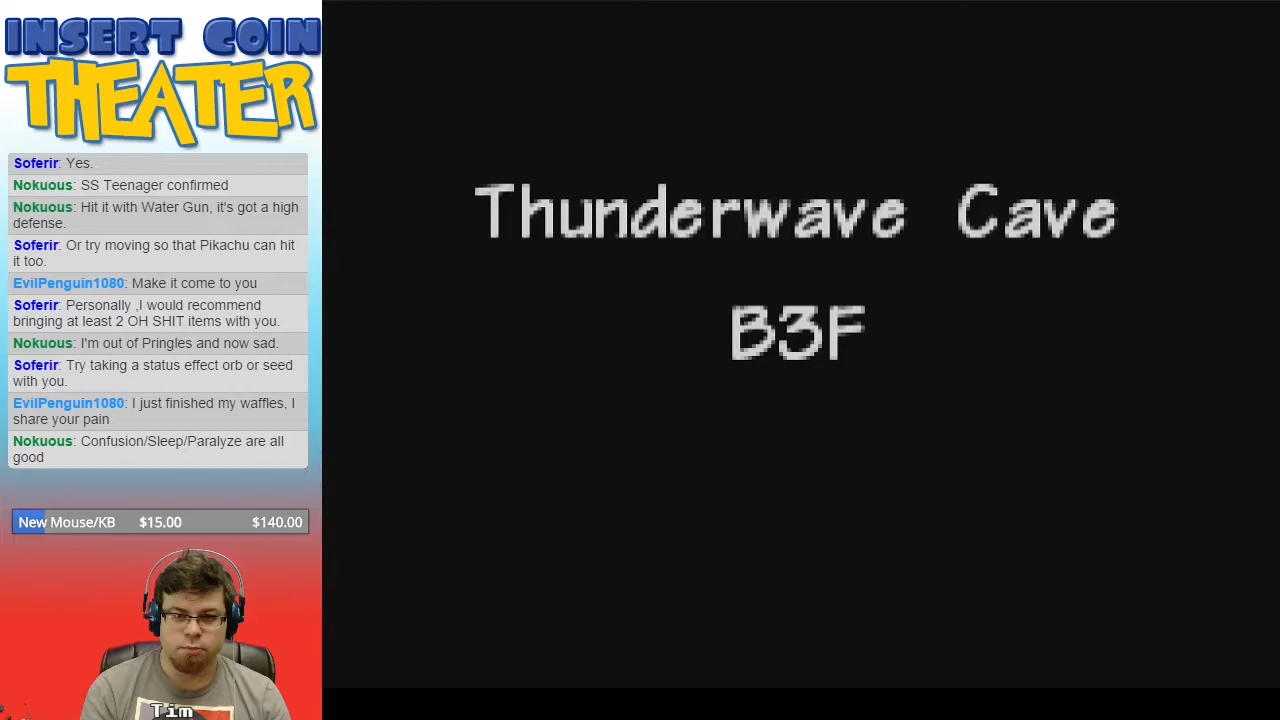 INSERT COIN
THEATER
Soferir: Yes.
Nokuous: SS Teenager confirmed
Nokuous: Hit it with Water Gun, it's got a high
defense.
Soferir: Or try moving so that Pikachu can hit
it too.
EvilPenguin1080: Make it come to you
Soferir: Personally ,I would recommend
bringing at least 2 OH SHIT items with you.
Nokuous: I'm out of Pringles and now sad.
Soferir: Try taking a status effect orb or seed
with you.
EvilPenguin1080: I just finished my waffles, I
share your pain
Nokuous: Confusion/Sleep/Paralyze are all
good
New Mouse/KB $15.00 $140.00
Tim
Thunderwave Cave
B3F